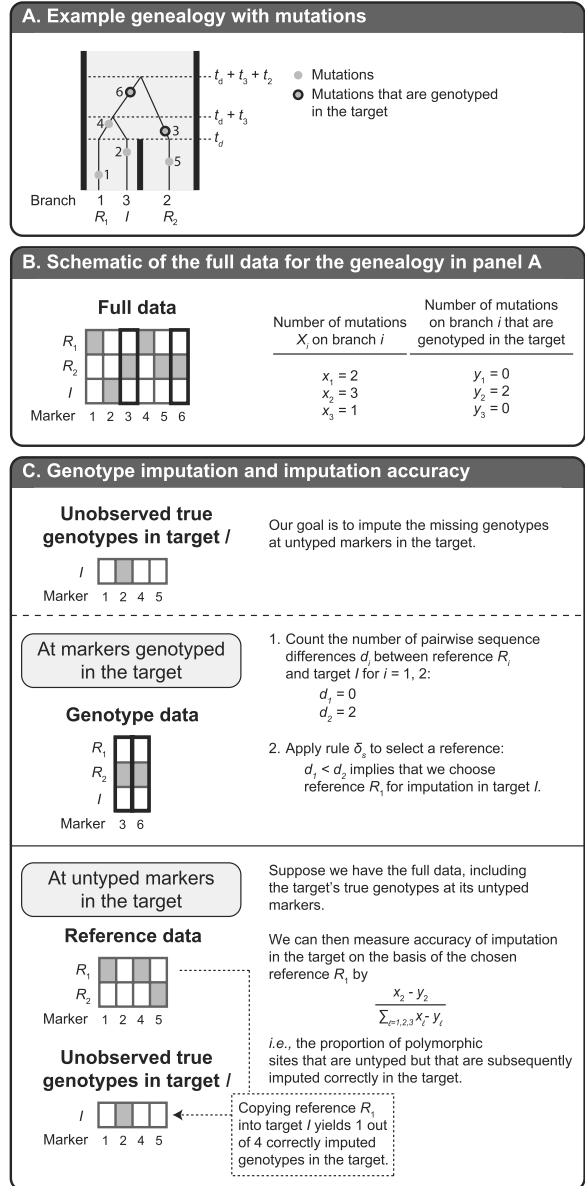 A. Example genealogy with mutations
t_d + t_3 + t_2
6
Mutations
Mutations that are genotyped
in the target
t_d + t_3
4
3
t_d
2
5
1
Branch 1 3 2
R_1 I R_2
B. Schematic of the full data for the genealogy in panel A
Full data
R_1
R_2
I
Marker 1 2 3 4 5 6
Number of mutations
X_i on branch i
x_1 = 2
x_2 = 3
x_3 = 1
Number of mutations
on branch i that are
genotyped in the target
y_1 = 0
y_2 = 2
y_3 = 0
C. Genotype imputation and imputation accuracy
Unobserved true
genotypes in target I
I
Marker 1 2 4 5
Our goal is to impute the missing genotypes
at untyped markers in the target.
At markers genotyped
in the target
Genotype data
R_1
R_2
I
Marker 3 6
1. Count the number of pairwise sequence
differences d_i between reference R_i
and target I for i = 1, 2:
d_1 = 0
d_2 = 2
2. Apply rule δ_s to select a reference:
d_1 < d_2 implies that we choose
reference R_1 for imputation in target I.
At untyped markers
in the target
Reference data
R_1
R_2
Marker 1 2 4 5
Unobserved true
genotypes in target I
I
Marker 1 2 4 5
Suppose we have the full data, including
the target's true genotypes at its untyped
markers.
We can then measure accuracy of imputation
in the target on the basis of the chosen
reference R_1 by
x_2 - y_2
∑_ℓ=1,2,3 x_ℓ - y_ℓ
i.e., the proportion of polymorphic
sites that are untyped but that are subsequently
imputed correctly in the target.
Copying reference R_1
into target I yields 1 out
of 4 correctly imputed
genotypes in the target.